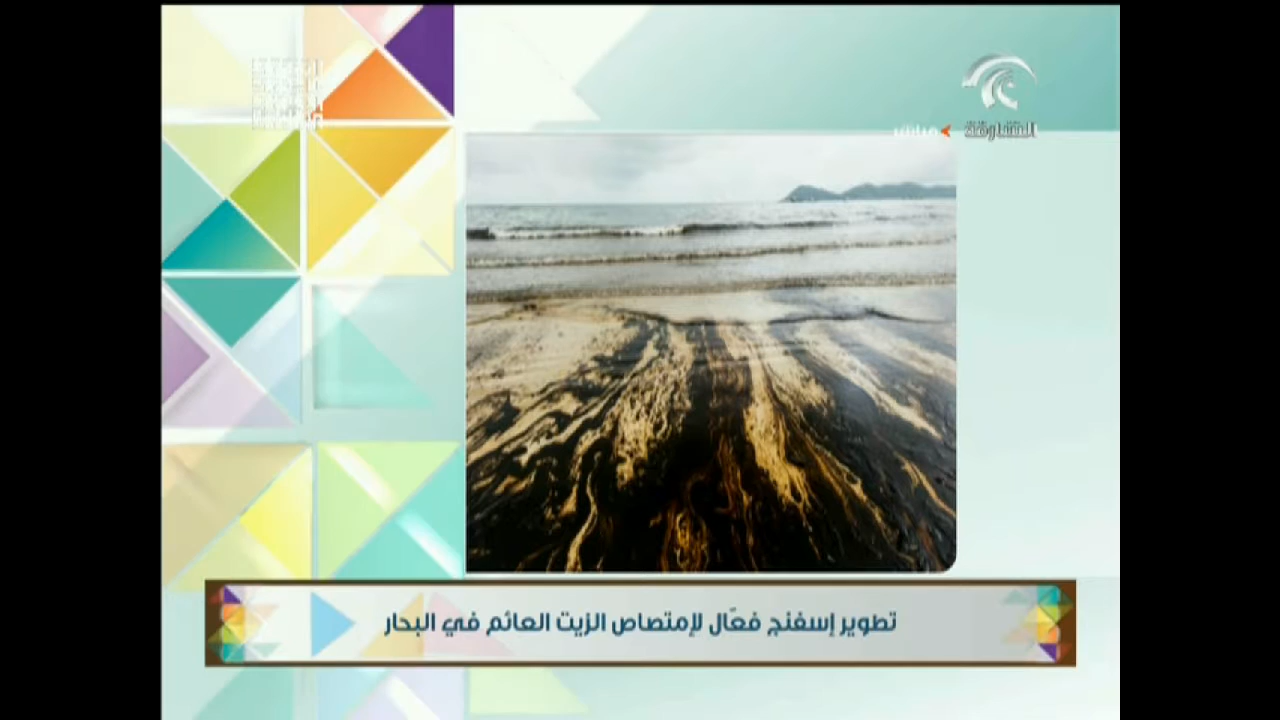 الشارقة
مباشر
تطوير إسفنج فعّال لإمتصاص الزيت العائم في البحار